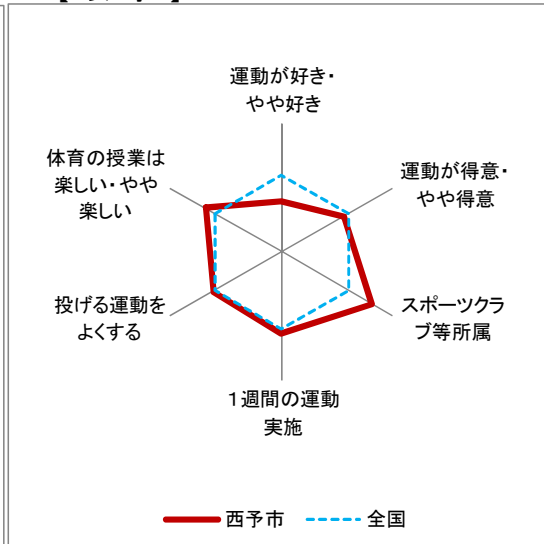 運動が好き・
やや好き
運動が得意・
やや得意
スポーツクラ
ブ等所属
1週間の運動
実施
投げる運動を
よくする
体育の授業は
楽しい・やや
楽しい
西予市
全国